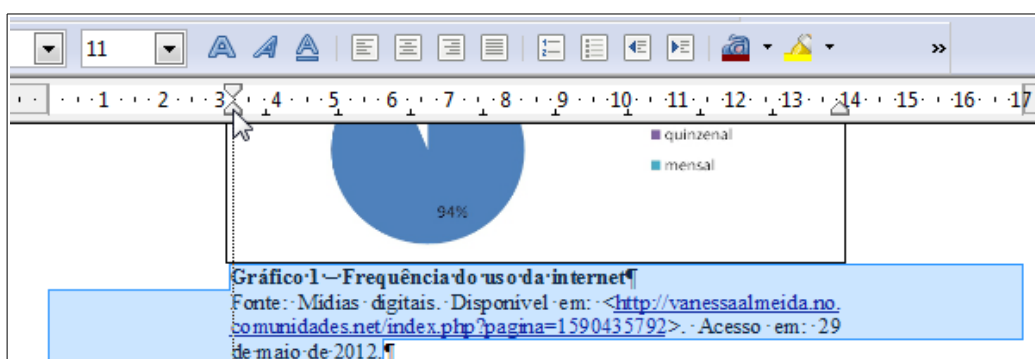 11
1 2 3 4 5 6 7 8 9 10 11 12 13 14 15 16 17
quinzenal
mensal
94%
Gráfico 1 – Frequência do uso da internet¶
Fonte: Mídias digitais. Disponível em: <http://vanessaalmeida.no.
comunidades.net/index.php?pagina=1590435792>. Acesso em: 29
de maio de 2012.¶